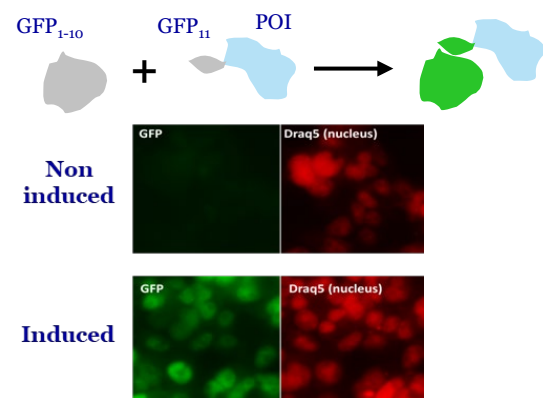 GFP₁₋₁₀
GFP₁₁
POI
+
Non
induced
GFP
Draq5 (nucleus)
Induced
GFP
Draq5 (nucleus)